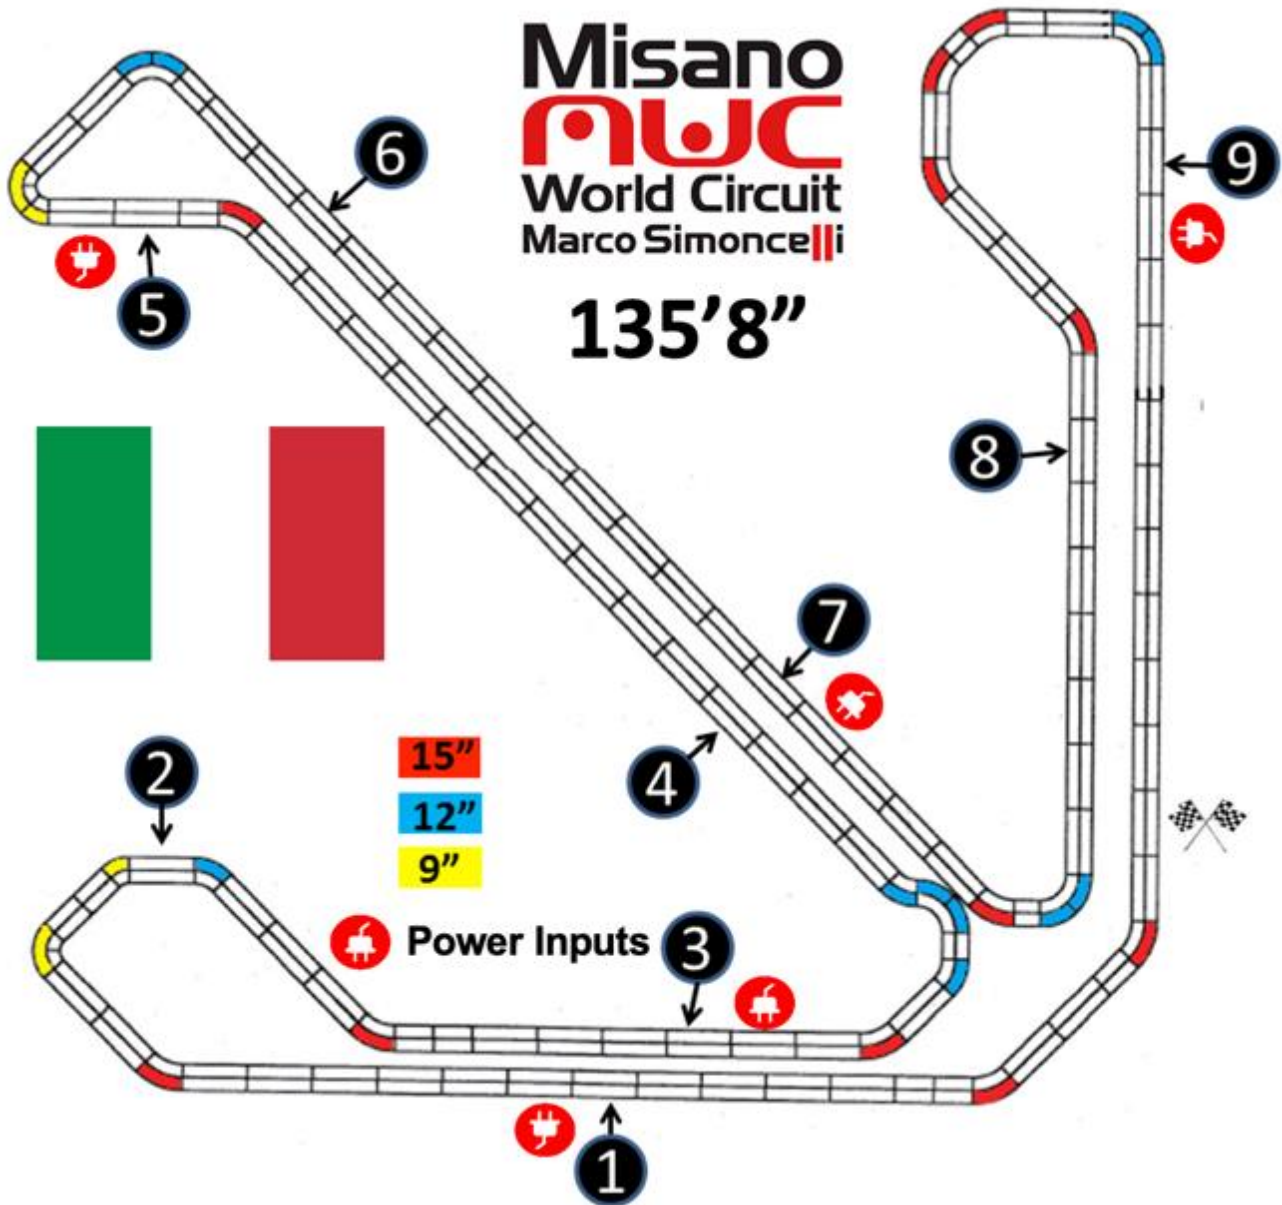 Misano
MWC
World Circuit
Marco Simoncelli
135’8”
6
9
5
8
7
4
2
15”
12”
9”
Power Inputs
3
1